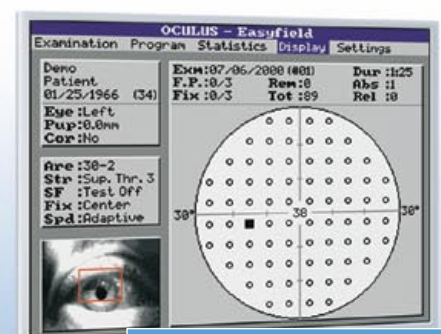 OCULUS - Easyfield
Examination Program Statistics Display Settings
Demo
Patient
01/25/1966 (34)
Eye :Left
Pup:0.0mm
Cor:No
Exm:07/06/2000 (#01) Dur :1:25
F.P.:0/3 Rem:0 Abs :1
Fix :0/3 Tot :89 Rel :0
Are:30-2
Str :Sup. Thr. 3
SF :Test Off
Fix :Center
Spd:Adaptive
30° 38 30°